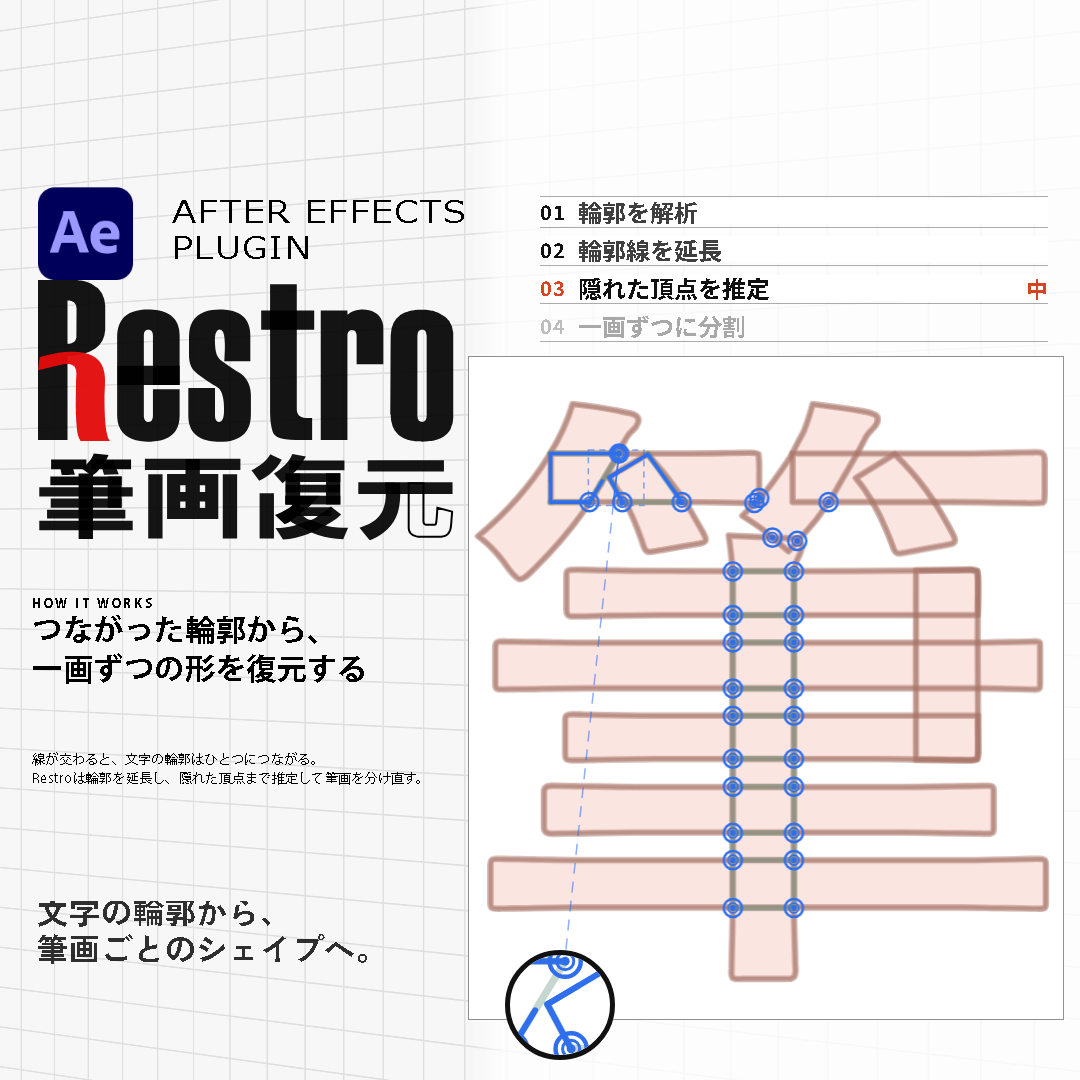 Ae
AFTER EFFECTS
PLUGIN
Restro
筆画復元
HOW IT WORKS
つながった輪郭から、
一画ずつの形を復元する
線が交わると、文字の輪郭はひとつにつながる。
Restroは輪郭を延長し、隠れた頂点まで推定して筆画を分け直す。
文字の輪郭から、
筆画ごとのシェイプへ。
01 輪郭を解析
02 輪郭線を延長
03 隠れた頂点を推定 中
04 一画ずつに分割